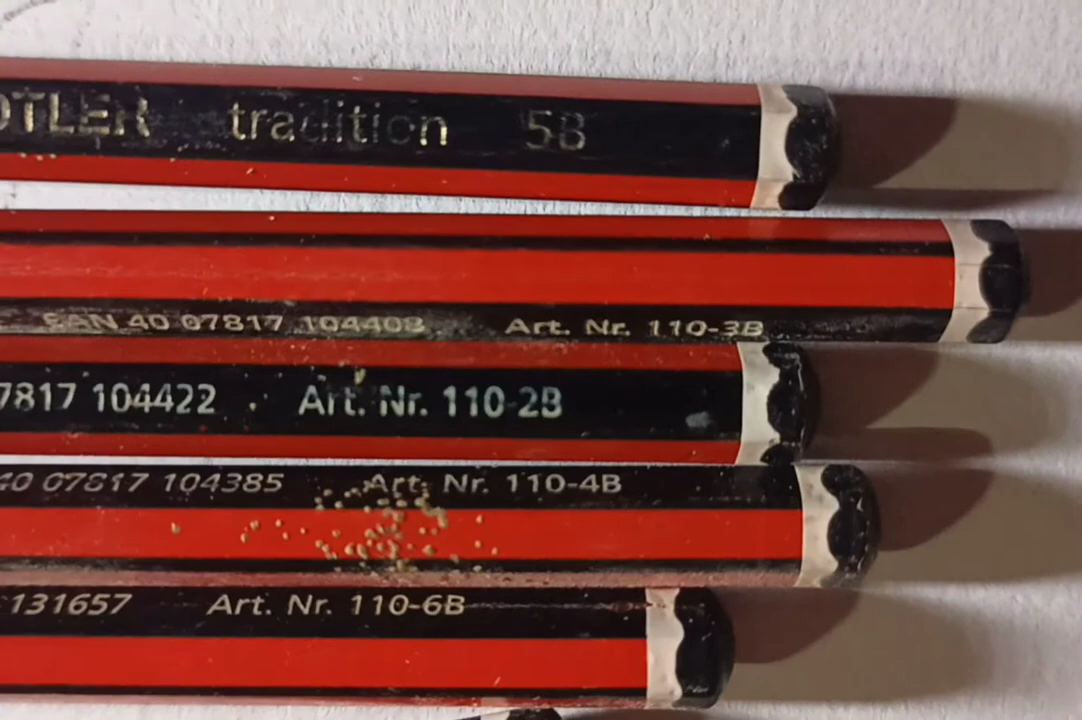 DTLER tradition 5B
EAN 40 07817 104408 Art. Nr. 110-3B
7817 104422 · Art. Nr. 110-2B
40 07817 104385 Art. Nr. 110-4B
131657 Art. Nr. 110-6B